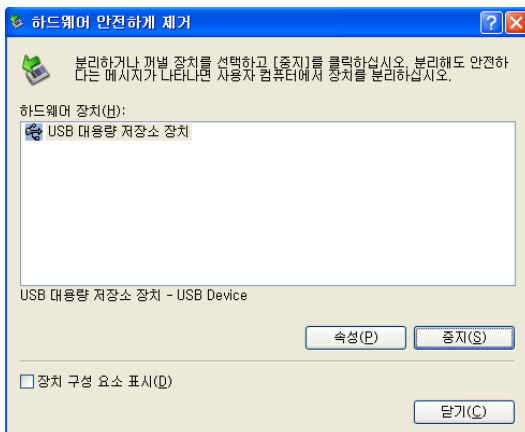 하드웨어 안전하게 제거
분리하거나 꺼낼 장치를 선택하고 [중지]를 클릭하십시오. 분리해도 안전하
다는 메시지가 나타나면 사용자 컴퓨터에서 장치를 분리하십시오.
하드웨어 장치(H):
USB 대용량 저장소 장치
USB 대용량 저장소 장치 - USB Device
속성(P) 중지(S)
장치 구성 요소 표시(D)
닫기(C)